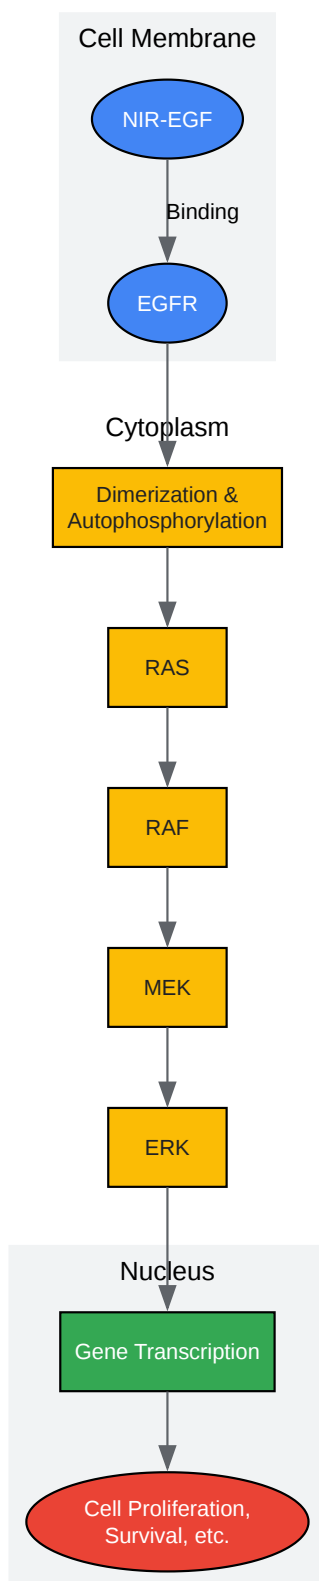 Cell Membrane
NIR-EGF
Binding
EGFR
Cytoplasm
Dimerization &
Autophosphorylation
RAS
RAF
MEK
ERK
Nucleus
Gene Transcription
Cell Proliferation,
Survival, etc.